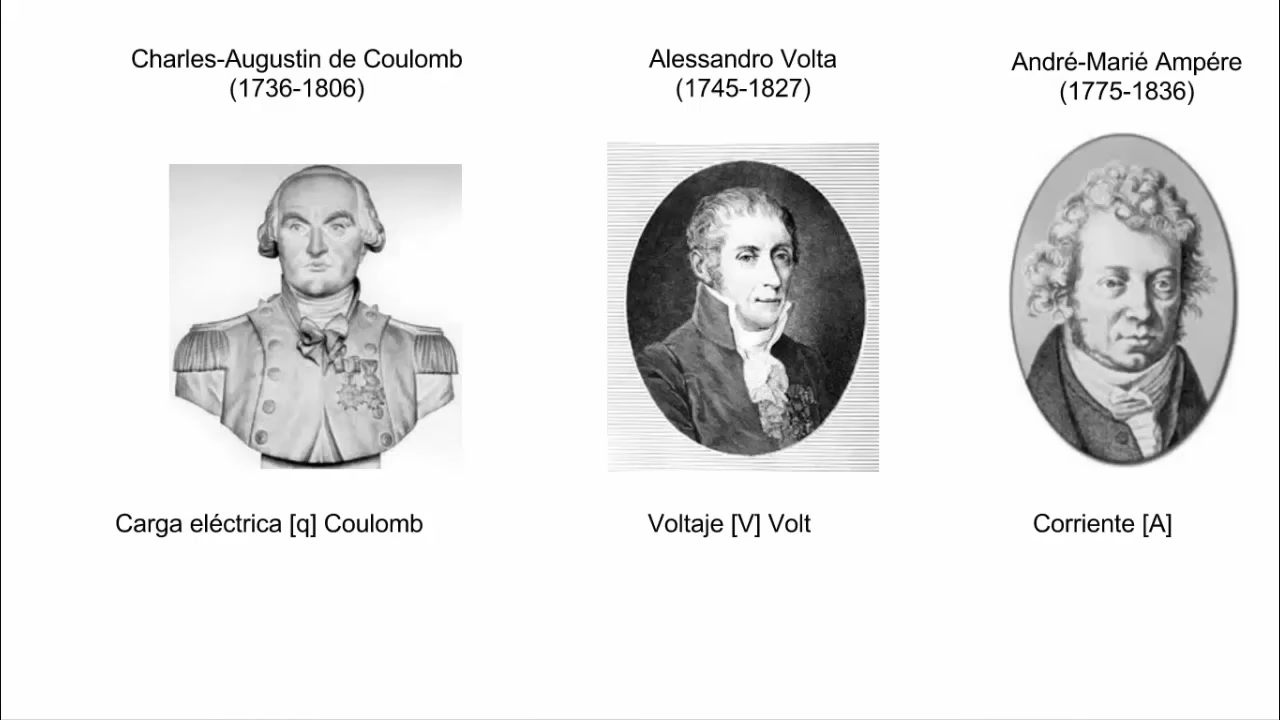 Charles-Augustin de Coulomb
(1736-1806)
Alessandro Volta
(1745-1827)
André-Marié Ampére
(1775-1836)
Carga eléctrica [q] Coulomb
Voltaje [V] Volt
Corriente [A]